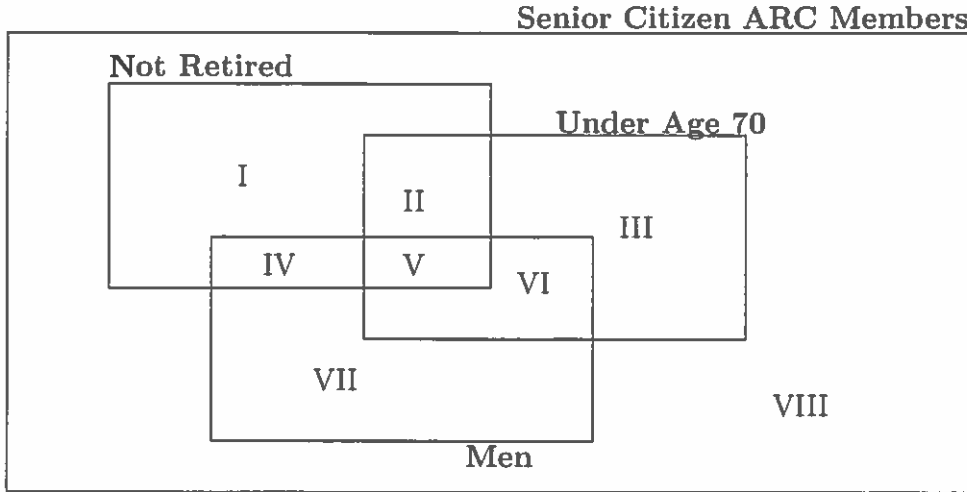 Senior Citizen ARC Members
Not Retired
Under Age 70
I
II
III
IV
V
VI
VII
VIII
Men